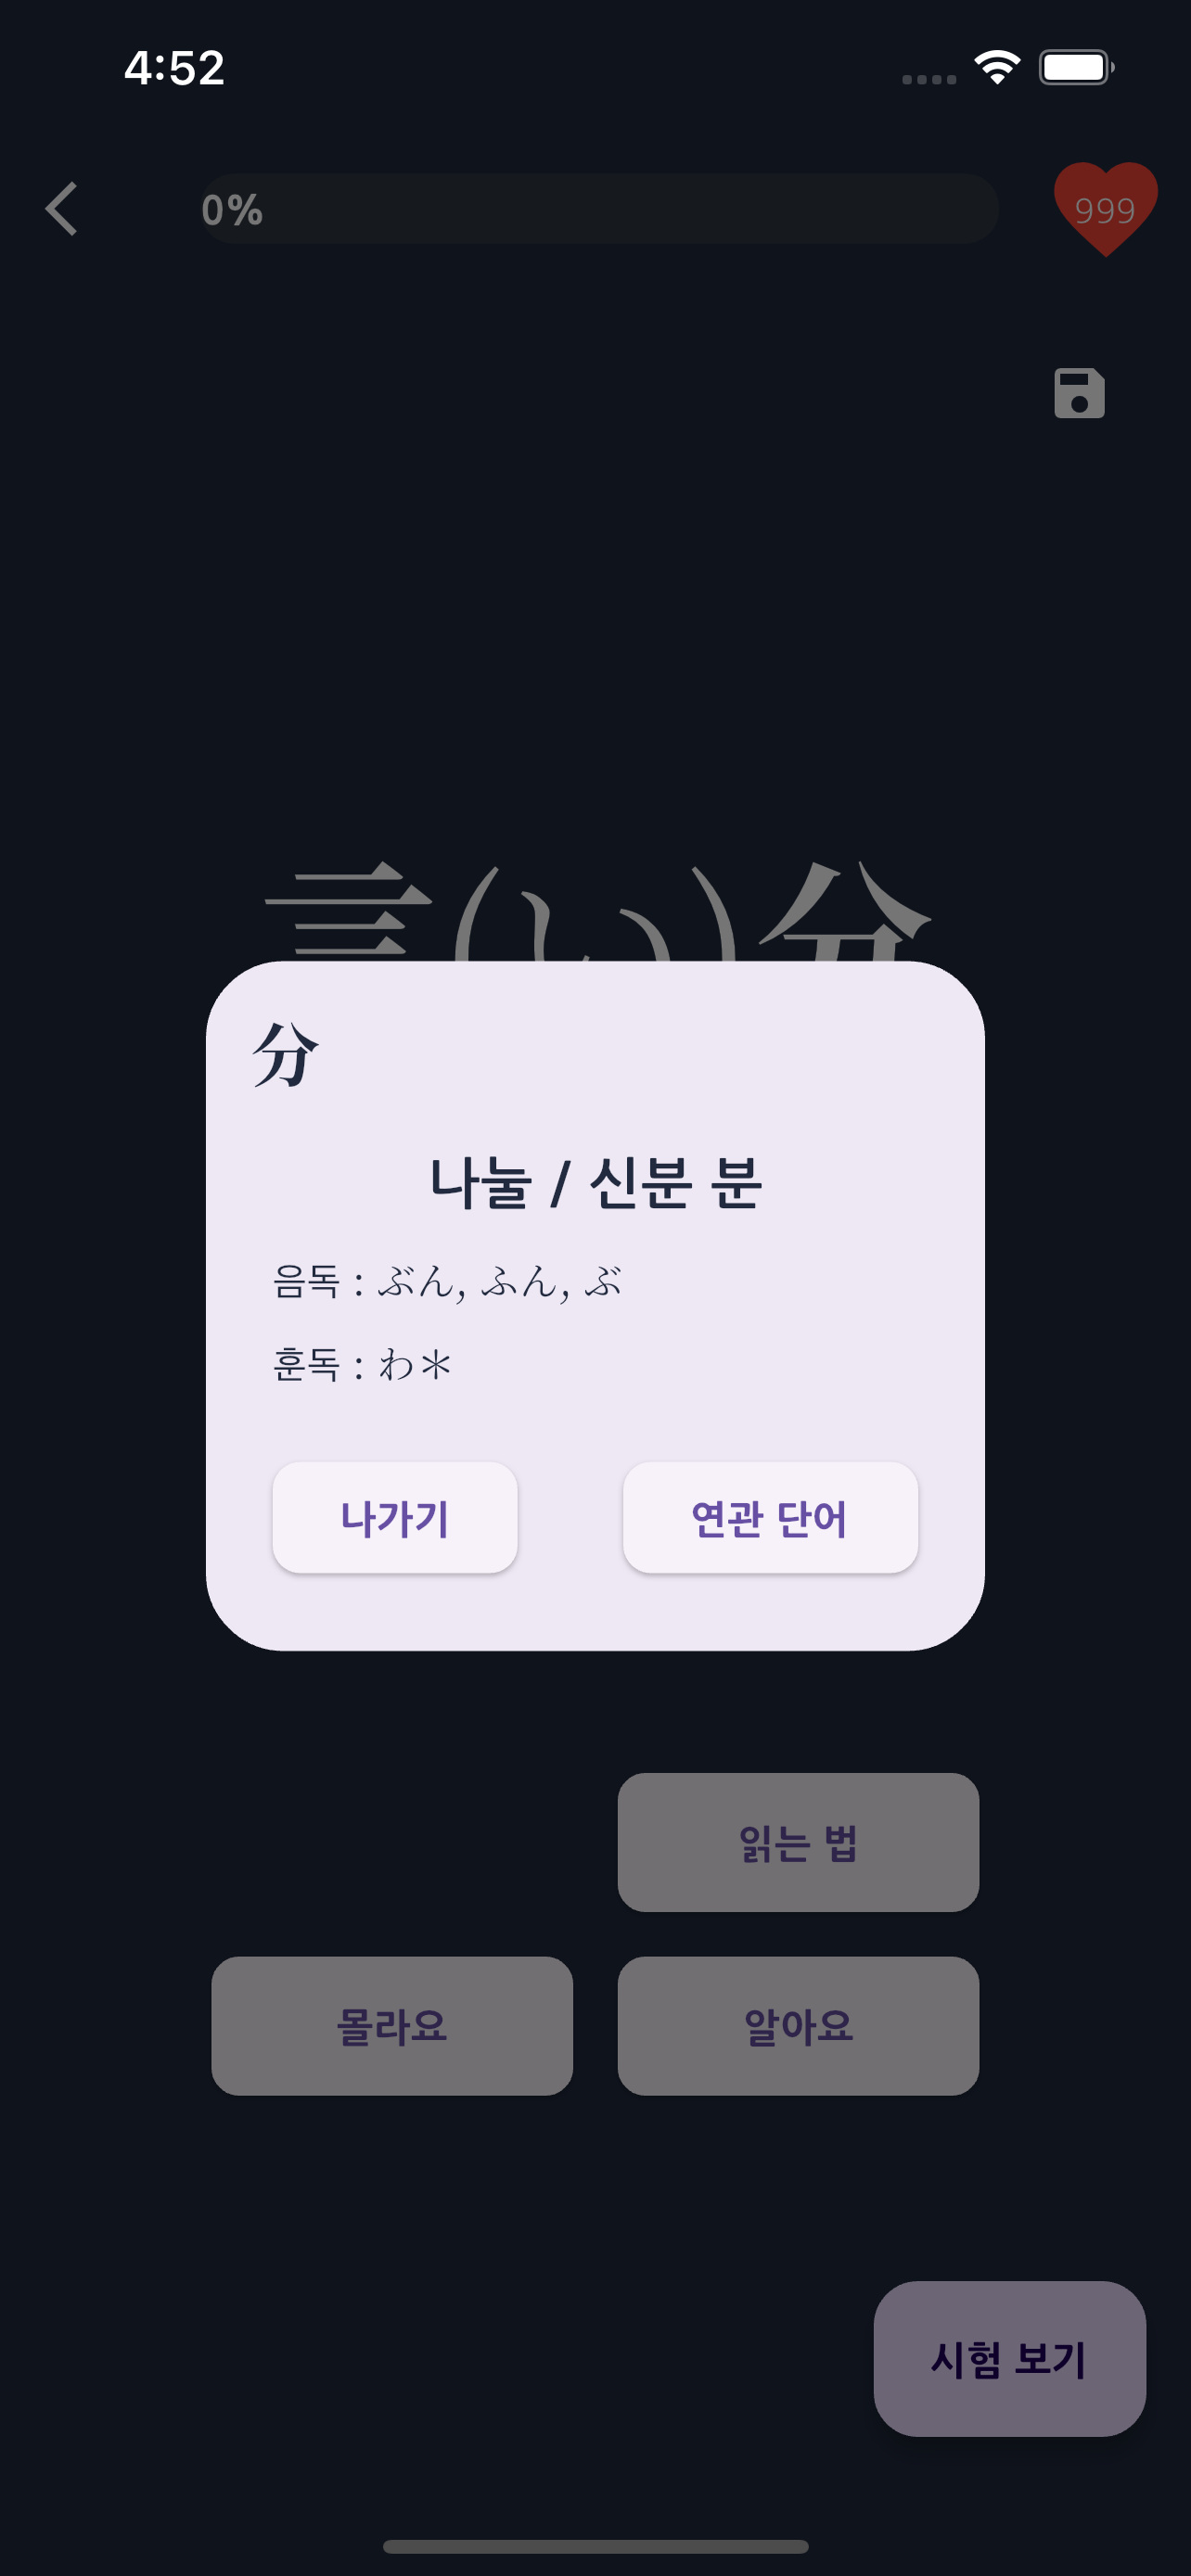 4:52
0%
999
言(い)分
分
나눌 / 신분 분
음독 : ぶん, ふん, ぶ
훈독 : わ＊
나가기 연관 단어
읽는 법
몰라요 알아요
시험 보기